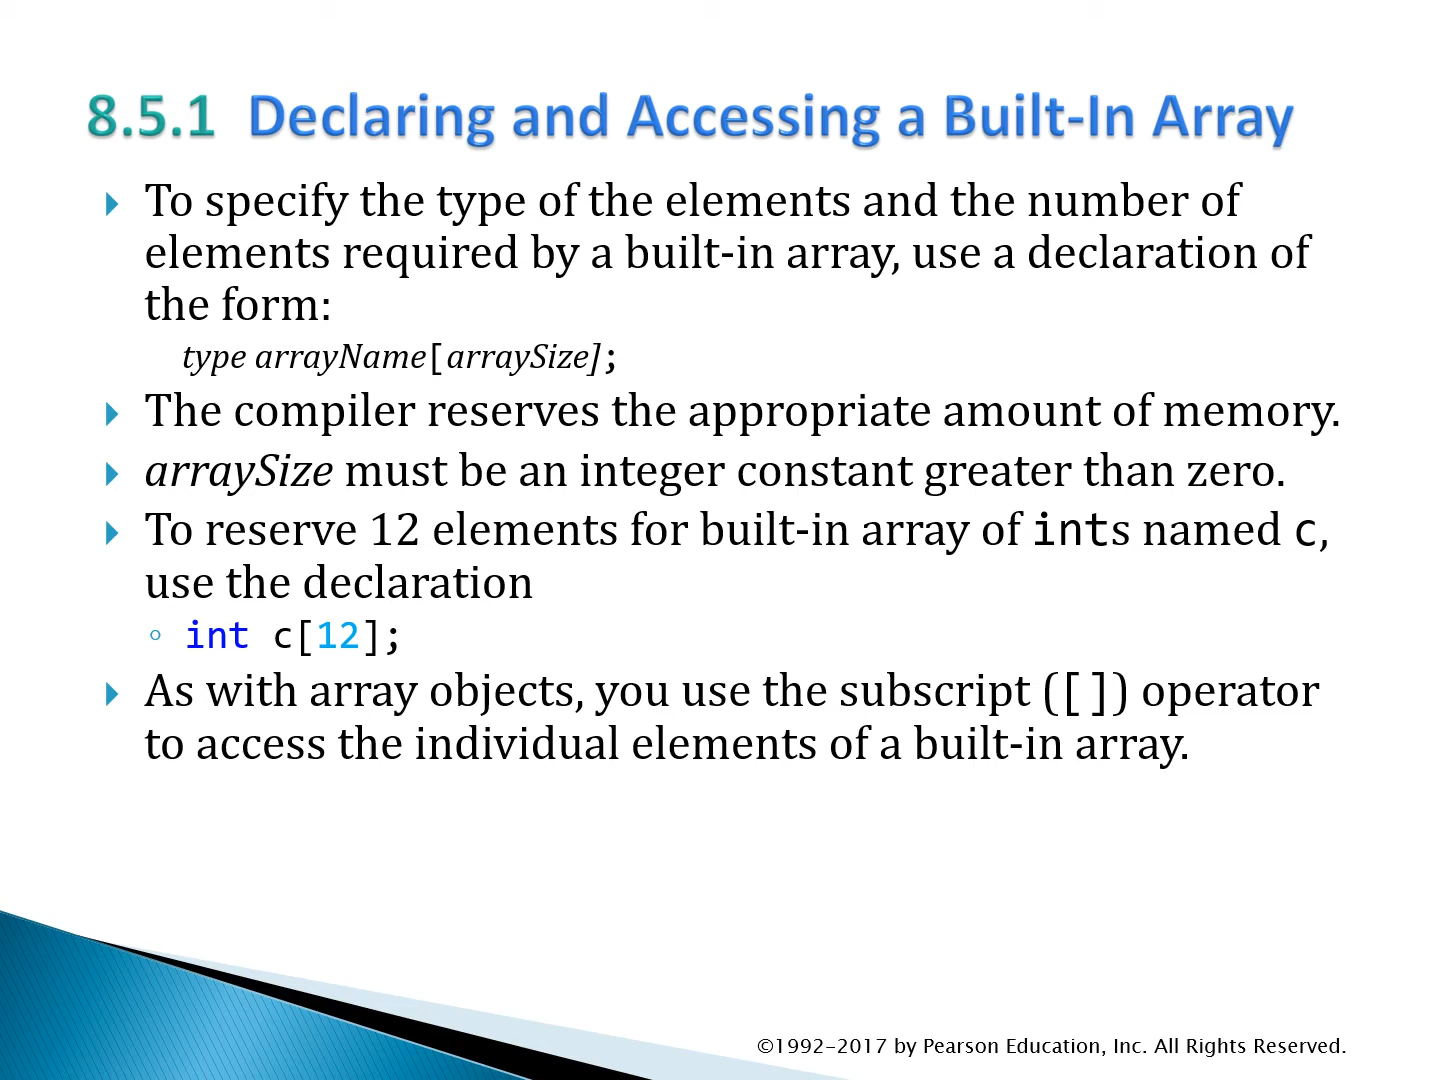 8.5.1 Declaring and Accessing a Built-In Array
To specify the type of the elements and the number of
elements required by a built-in array, use a declaration of
the form:
type arrayName[arraySize];
The compiler reserves the appropriate amount of memory.
arraySize must be an integer constant greater than zero.
To reserve 12 elements for built-in array of ints named c,
use the declaration
int c[12];
As with array objects, you use the subscript ([]) operator
to access the individual elements of a built-in array.
©1992-2017 by Pearson Education, Inc. All Rights Reserved.